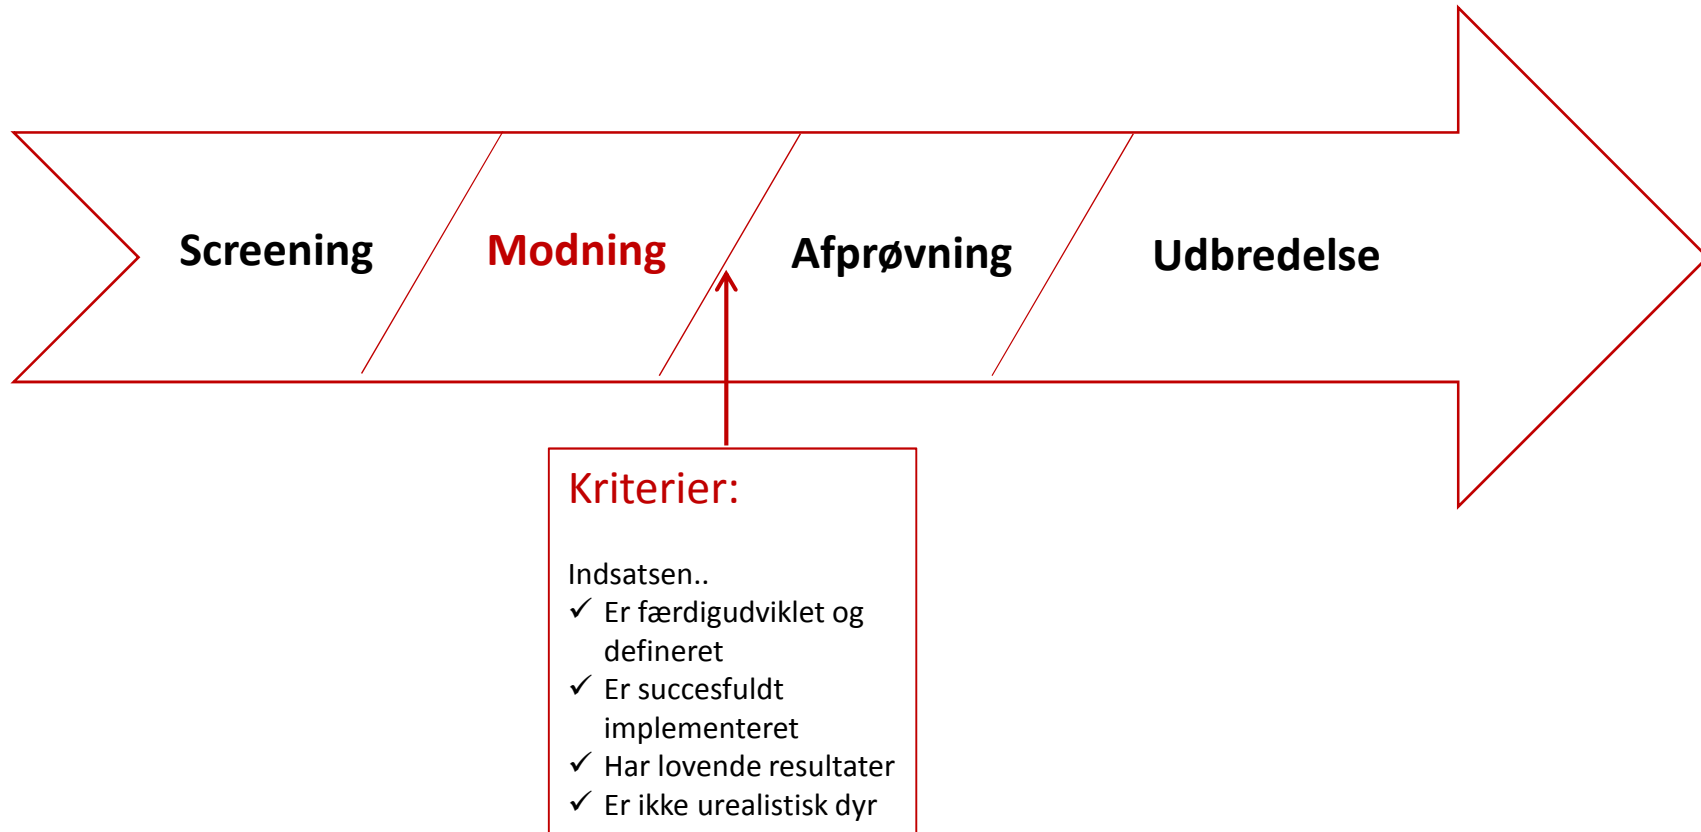 Screening
Modning
Afprøvning
Udbredelse
Kriterier:
Indsatsen..
✓ Er færdigudviklet og
defineret
✓ Er succesfuldt
implementeret
✓ Har lovende resultater
✓ Er ikke urealistisk dyr